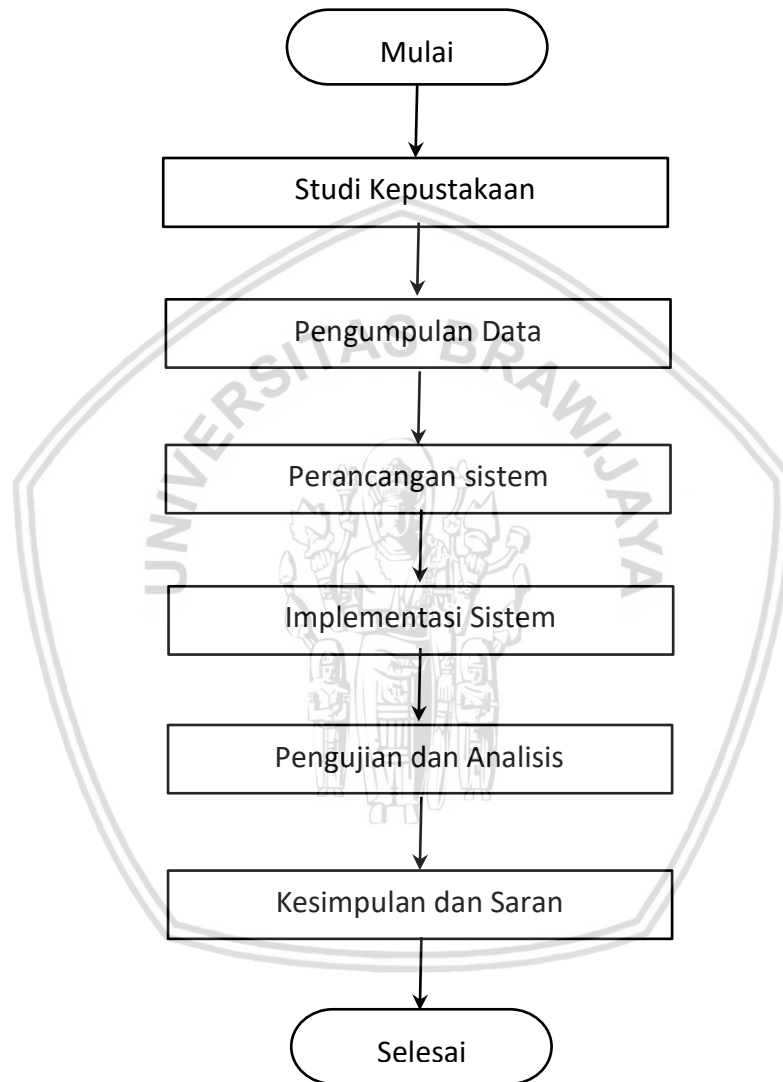 Mulai
Studi Kepustakaan
Pengumpulan Data
UNIVERSITAS BRAWIJAYA
Perancangan sistem
Implementasi Sistem
Pengujian dan Analisis
Kesimpulan dan Saran
Selesai